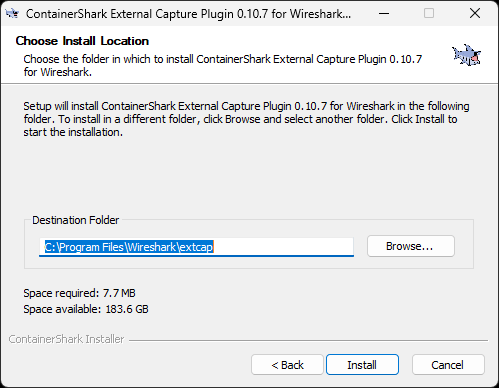 ContainerShark External Capture Plugin 0.10.7 for Wireshark...
Choose Install Location
Choose the folder in which to install ContainerShark External Capture Plugin 0.10.7
for Wireshark.
Setup will install ContainerShark External Capture Plugin 0.10.7 for Wireshark in the following
folder. To install in a different folder, click Browse and select another folder. Click Install to
start the installation.
Destination Folder
C:\Program Files\Wireshark\extcap
Browse...
Space required: 7.7 MB
Space available: 183.6 GB
ContainerShark Installer
< Back
Install
Cancel